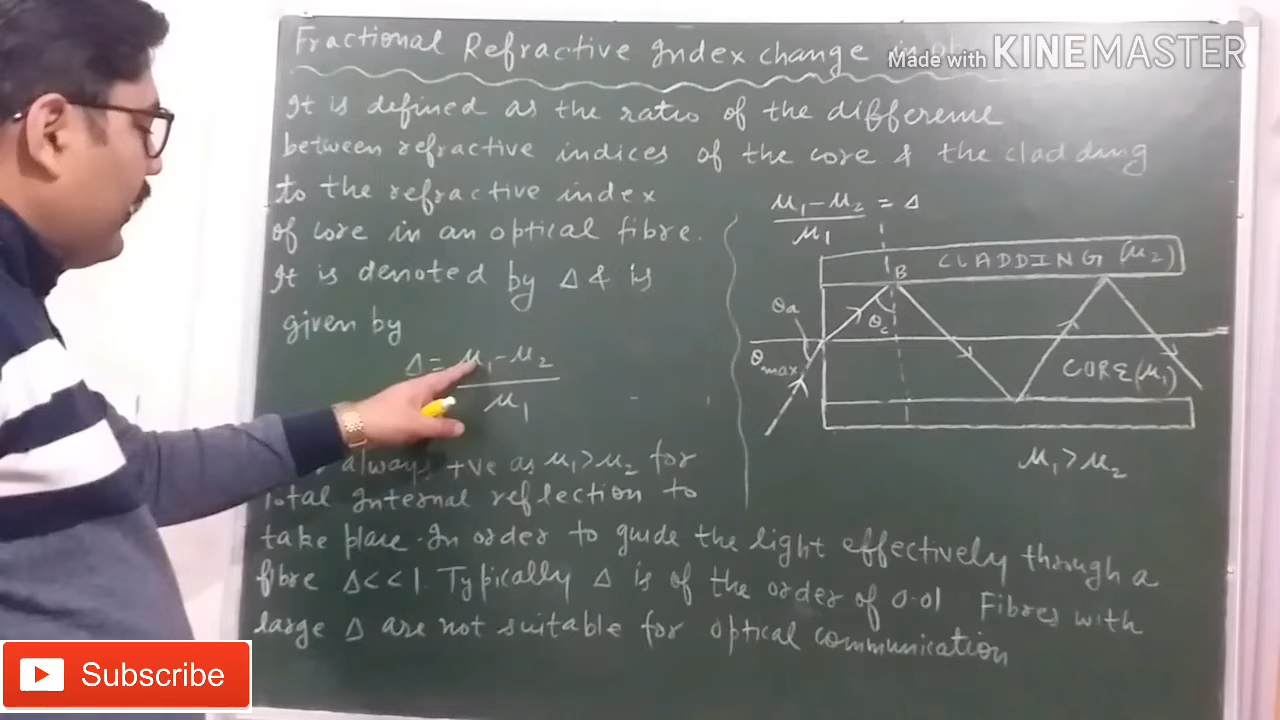 Fractional Refractive Index change in
Made with KINEMASTER
It is defined as the ratio of the difference
between refractive indices of the core & the cladding
to the refractive index
of core in an optical fibre.
It is denoted by Δ & is
given by
Δ = μ1-μ2
μ1
always +ve as μ1>μ2 for
Total Internal reflection to
take place. In order to guide the light effectively through a
fibre Δ<<1. Typically Δ is of the order of 0.01 Fibres with
large Δ are not suitable for optical communication
μ1-μ2 = Δ
μ1
CLADDING (μ2)
B
θa
θc
θmax
CORE (μ1)
μ1 > μ2
Subscribe